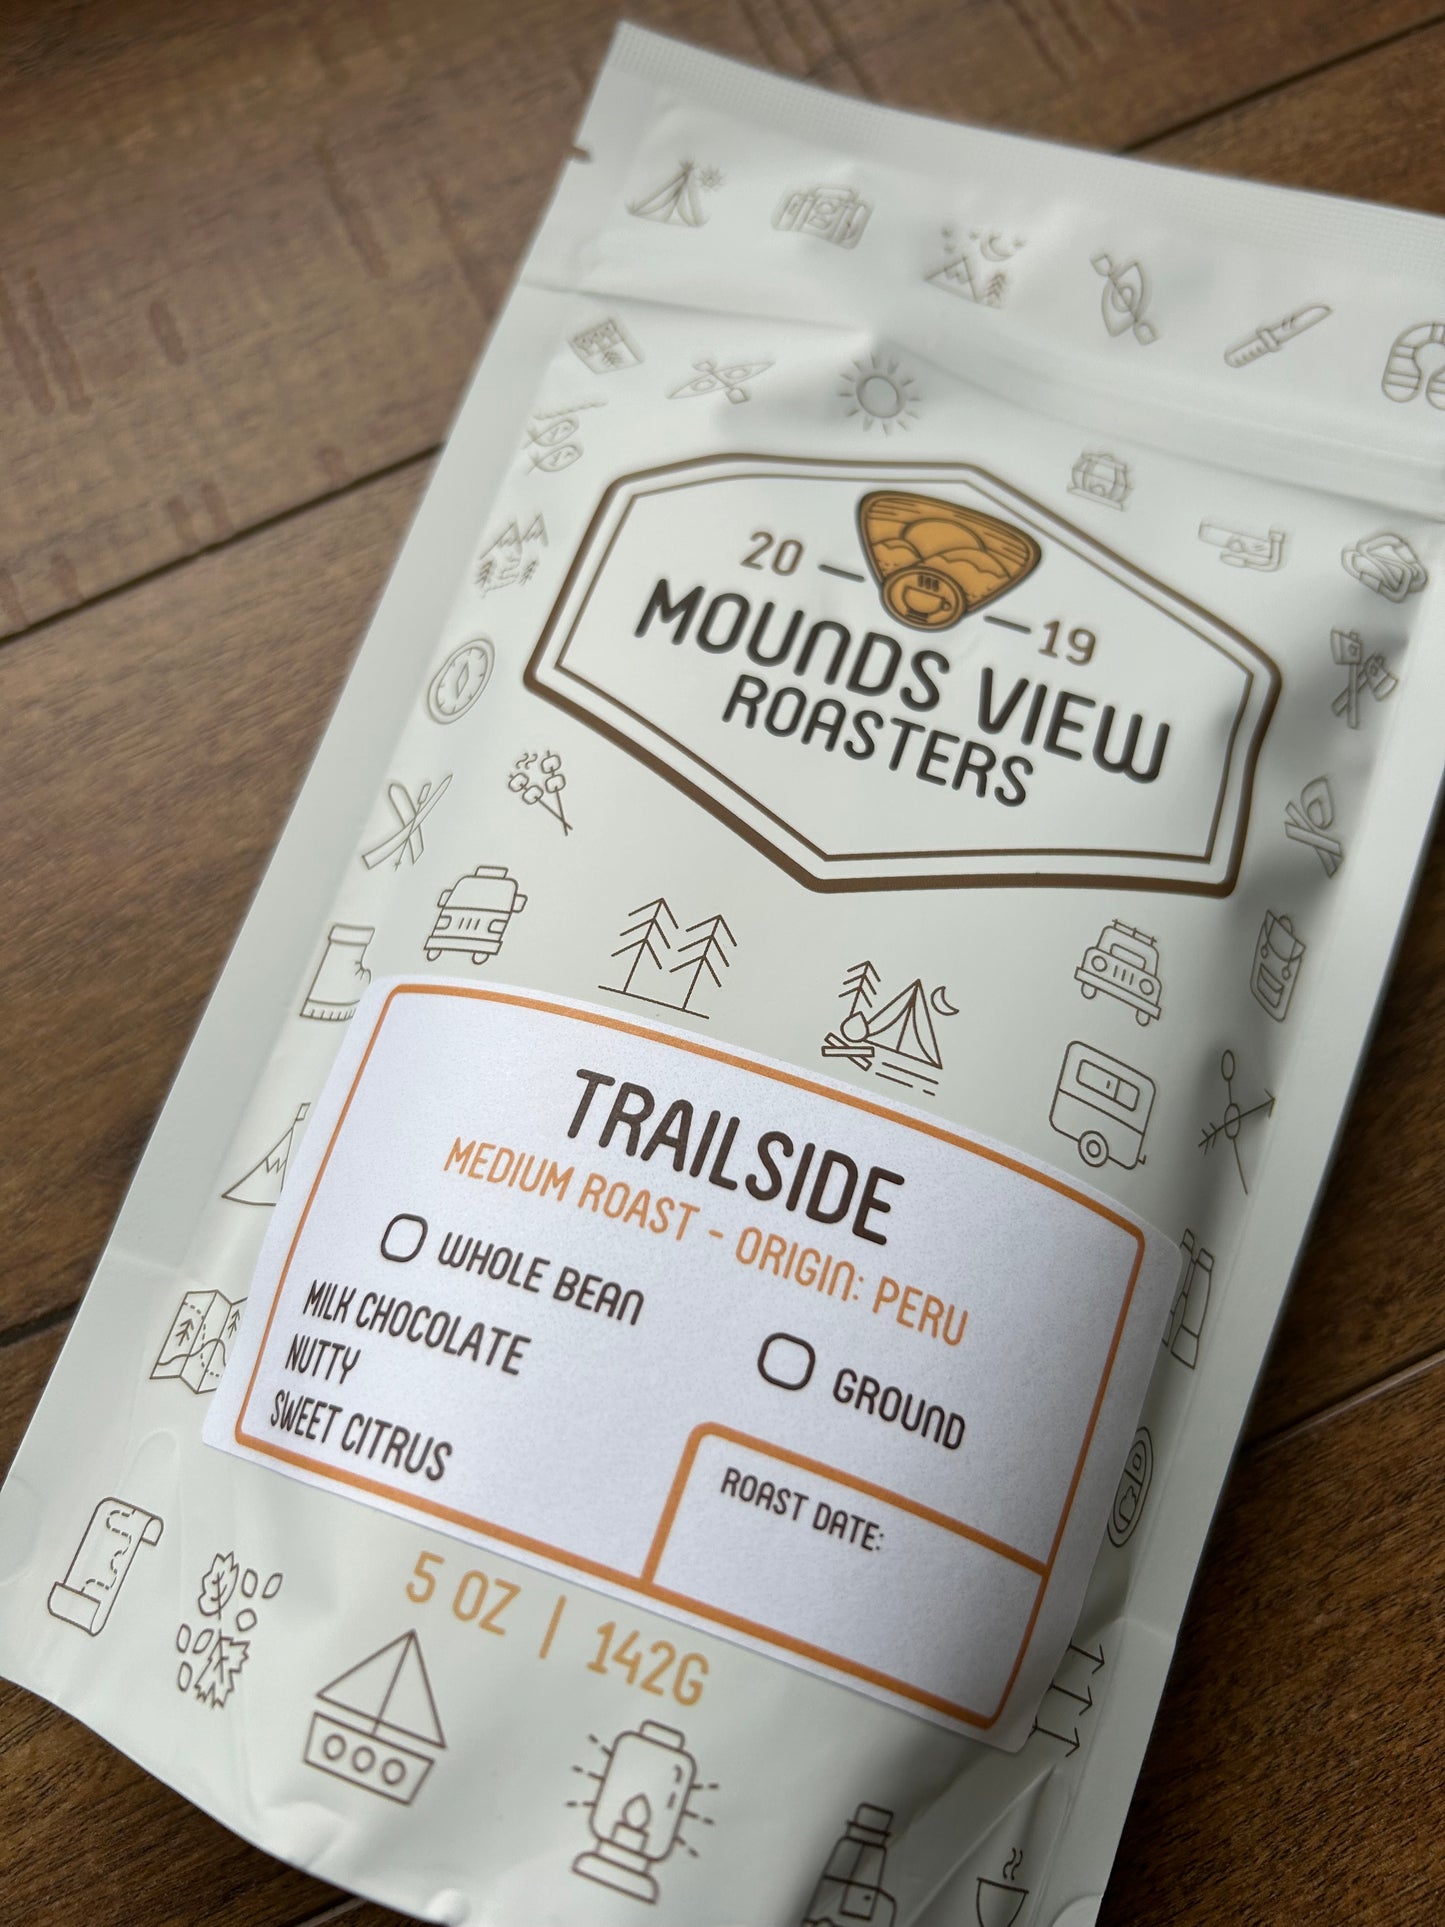 20 19
MOUNDS VIEW
ROASTERS
TRAILSIDE
MEDIUM ROAST - ORIGIN: PERU
WHOLE BEAN
GROUND
MILK CHOCOLATE
NUTTY
SWEET CITRUS
ROAST DATE:
5 OZ | 142G